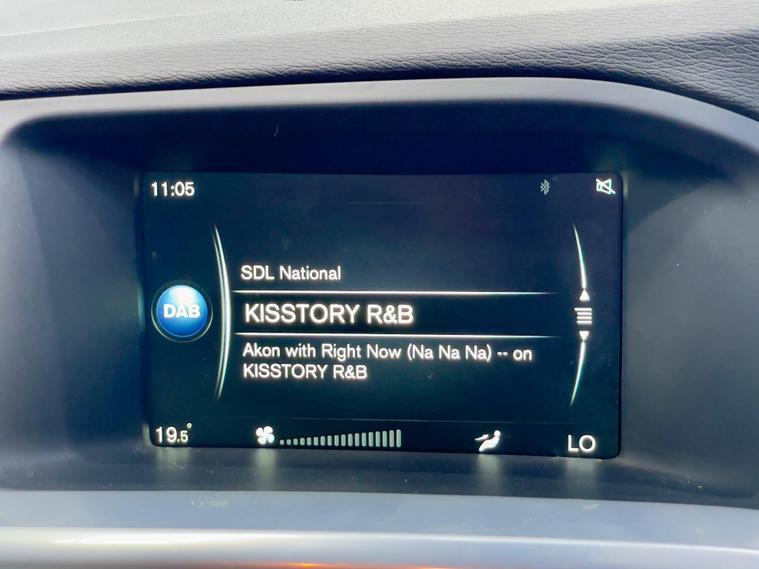 11:05
SDL National
DAB
KISSTORY R&B
Akon with Right Now (Na Na Na) -- on
KISSTORY R&B
19.5°
LO